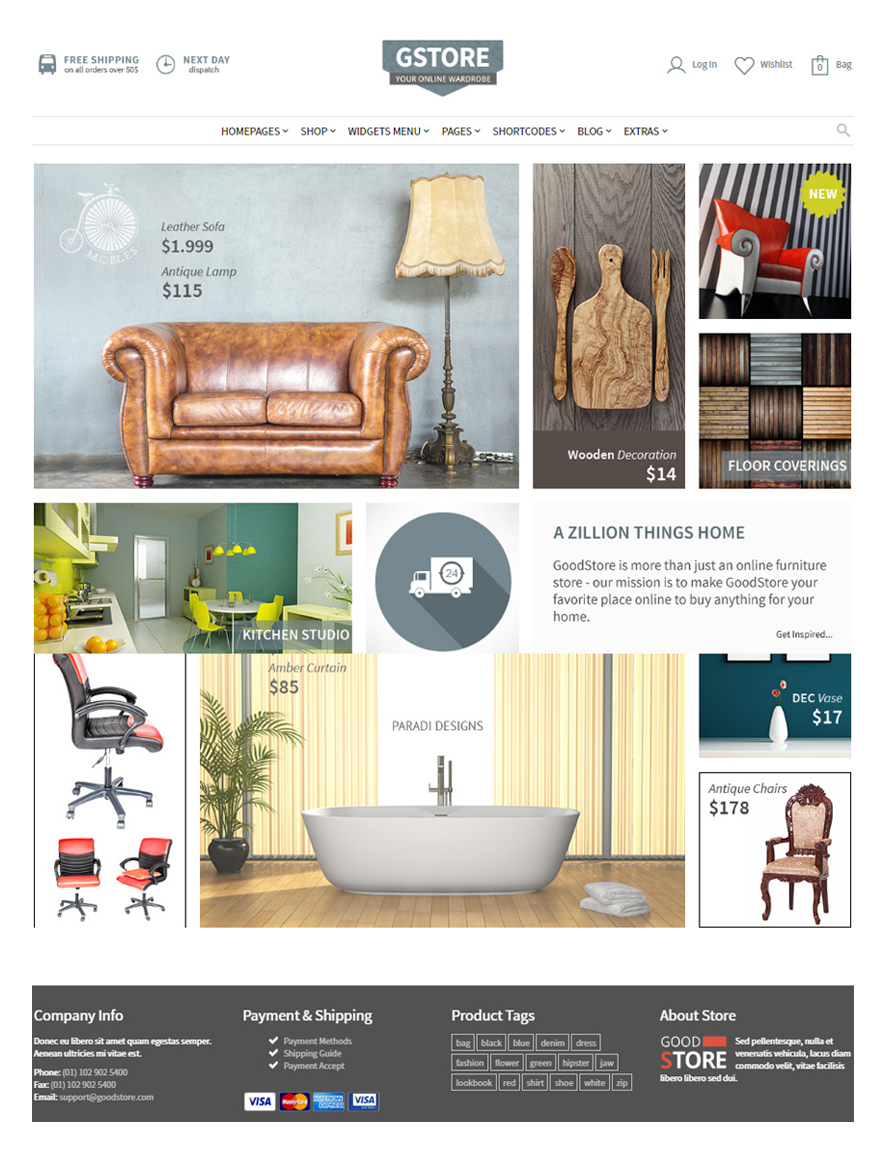 FREE SHIPPING
on all orders over 50$
NEXT DAY
dispatch
GSTORE
YOUR ONLINE WARDROBE
Log In
Wishlist
0
Bag
HOMEPAGES SHOP WIDGETS MENU PAGES SHORTCODES BLOG EXTRAS
MOBLES
Leather Sofa
$1.999
Antique Lamp
$115
Wooden Decoration
$14
NEW
FLOOR COVERINGS
KITCHEN STUDIO
24
A ZILLION THINGS HOME
GoodStore is more than just an online furniture
store - our mission is to make GoodStore your
favorite place online to buy anything for your
home.
Get Inspired...
Amber Curtain
$85
PARADI DESIGNS
DEC Vase
$17
Antique Chairs
$178
Company Info
Donec eu libero sit amet quam egestas semper.
Aenean ultricies mi vitae est.
Phone: (01) 102 902 5400
Fax: (01) 102 902 5400
Email: support@goodstore.com
Payment & Shipping
Payment Methods
Shipping Guide
Payment Accept
VISA MasterCard AMERICAN EXPRESS VISA
Product Tags
bag black blue denim dress
fashion flower green hipster jaw
lookbook red shirt shoe white zip
About Store
GOOD
STORE
Sed pellentesque, nulla et
venenatis vehicula, lacus diam
commodo velit, vitae facilisis
libero libero sed dui.